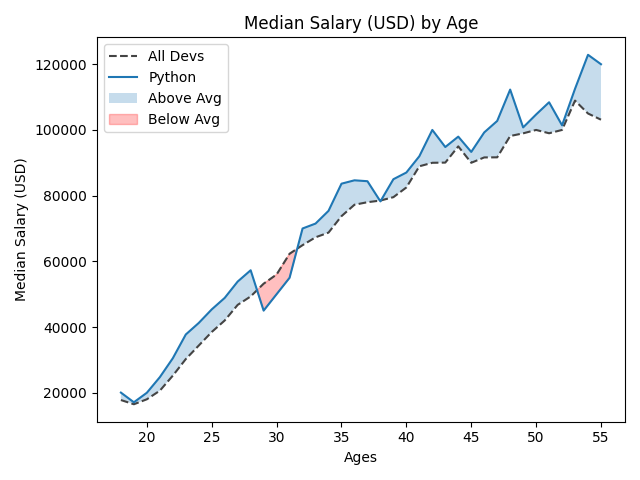 Median Salary (USD) by Age
All Devs
Python
Above Avg
Below Avg
Median Salary (USD)
120000
100000
80000
60000
40000
20000
20 25 30 35 40 45 50 55
Ages